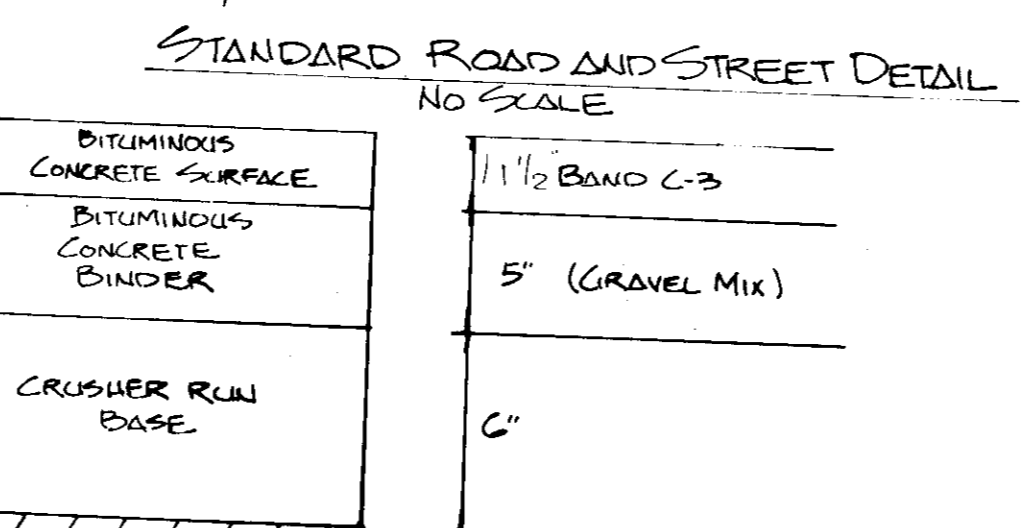 STANDARD ROAD AND STREET DETAIL
NO SCALE
BITUMINOUS
CONCRETE SURFACE
1 1/2 BAND C-3
BITUMINOUS
CONCRETE
BINDER
5" (GRAVEL MIX)
CRUSHER RUN
BASE
6"